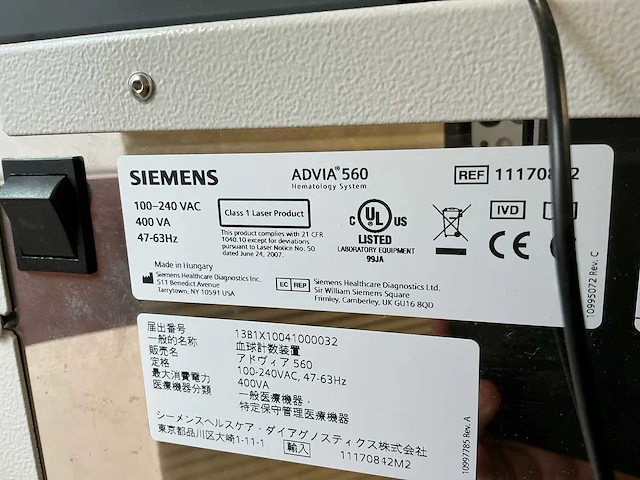 SIEMENS
ADVIA®560
Hematology System
REF
100–240 VAC
400 VA
47-63Hz
Class 1 Laser Product
This product complies with 21 CFR
1040.10 except for deviations
pursuant to Laser Notice No. 50
dated June 24, 2007.
C UL US
LISTED
LABORATORY EQUIPMENT
99JA
IVD
CE
Made in Hungary
Siemens Healthcare Diagnostics Inc.
511 Benedict Avenue
Tarrytown, NY 10591 USA
EC REP
Siemens Healthcare Diagnostics Ltd.
Sir William Siemens Square
Frimley, Camberley, UK GU16 8QD
10995072 Rev. C
届出番号 13B1X10041000032
一般的名称 血球計数装置
販売名 アドヴィア 560
定格 100-240VAC, 47-63Hz
最大消費電力 400VA
医療機器分類 一般医療機器・
特定保守管理医療機器
シーメンスヘルスケア・ダイアグノスティクス株式会社
東京都品川区大崎1-11-1 輸入 11170842M2
10997785 Rev. A